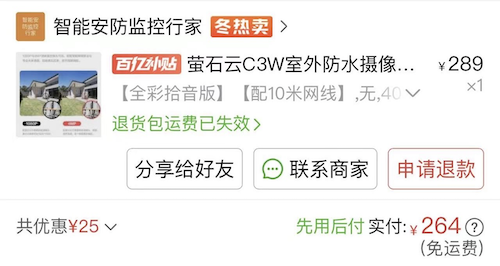 智能安防监控行家
智能安防监控行家 冬热卖 >
百亿补贴 萤石云C3W室外防水摄像... ¥289
【全彩拾音版】【配10米网线】,无,40 ×1
退货包运费已失效 >
分享给好友 联系商家 申请退款
共优惠¥25 先用后付 实付:¥264 ?
(免运费)